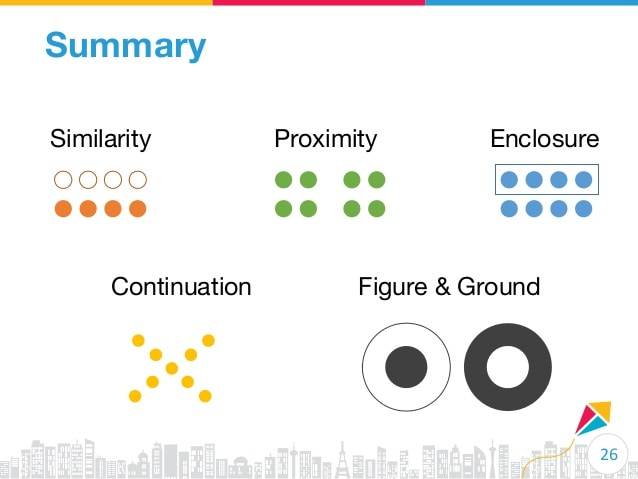 Summary
Similarity
Proximity
Enclosure
Continuation
Figure & Ground
26